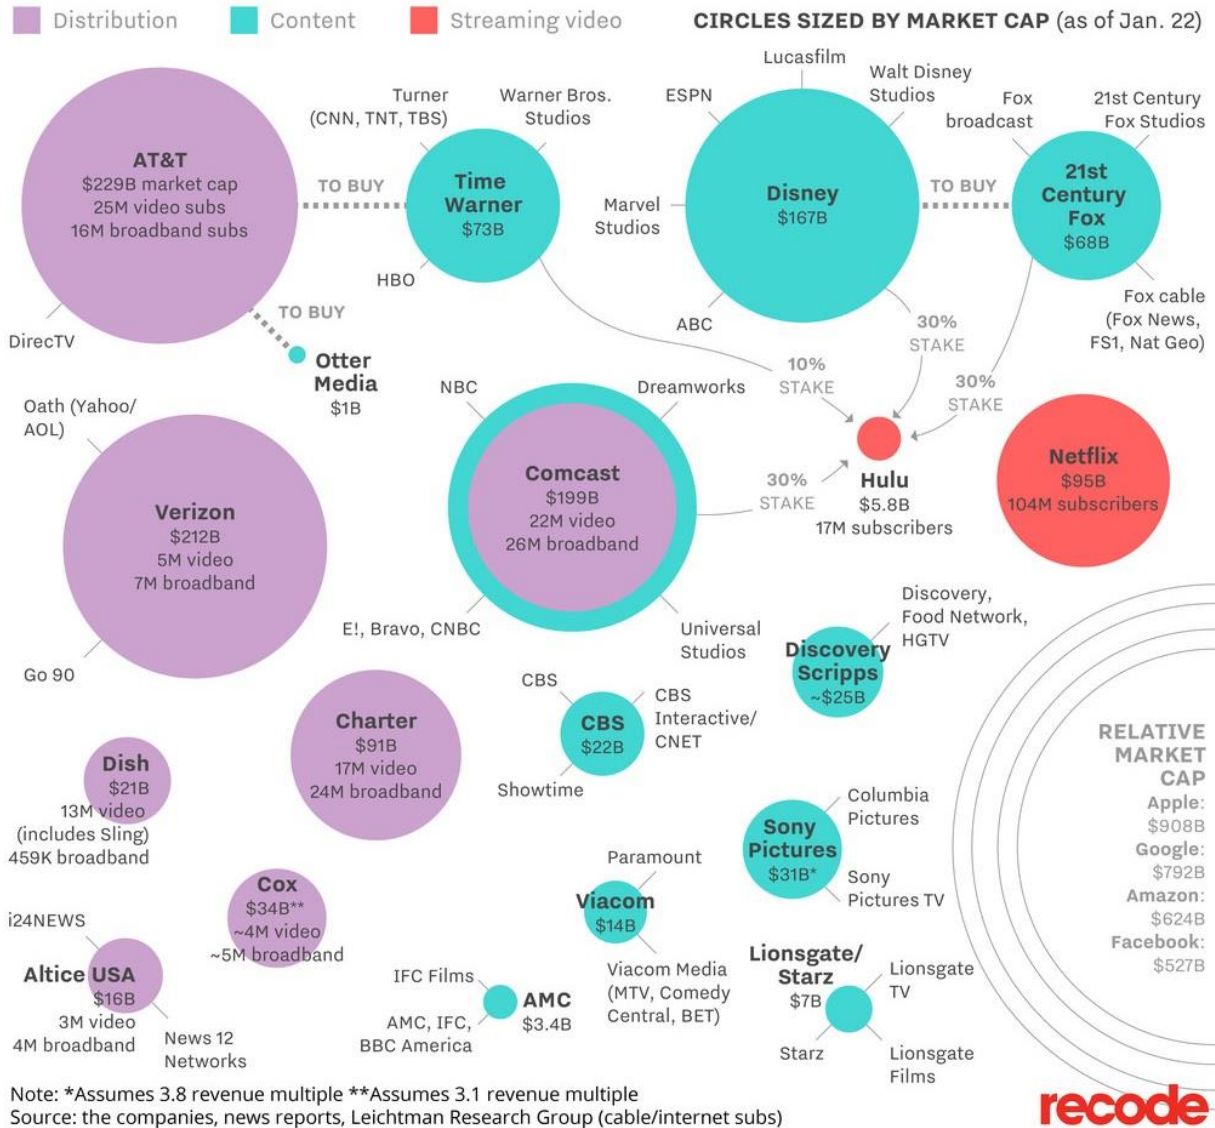 Distribution
Content
Streaming video
CIRCLES SIZED BY MARKET CAP (as of Jan. 22)
AT&T
$229B market cap
25M video subs
16M broadband subs
DirecTV
TO BUY
TO BUY
Otter
Media
$1B
Turner
(CNN, TNT, TBS)
Warner Bros.
Studios
Time
Warner
$73B
HBO
Lucasfilm
ESPN
Walt Disney
Studios
Marvel
Studios
Disney
$167B
ABC
TO BUY
Fox
broadcast
21st Century
Fox Studios
21st
Century
Fox
$68B
Fox cable
(Fox News,
FS1, Nat Geo)
10%
STAKE
30%
STAKE
30%
STAKE
30%
STAKE
Hulu
$5.8B
17M subscribers
Netflix
$95B
104M subscribers
Oath (Yahoo/
AOL)
Verizon
$212B
5M video
7M broadband
Go 90
NBC
Dreamworks
Comcast
$199B
22M video
26M broadband
E!, Bravo, CNBC
Universal
Studios
Discovery,
Food Network,
HGTV
Discovery
Scripps
~$25B
Charter
$91B
17M video
24M broadband
CBS
CBS
Interactive/
CNET
CBS
$22B
Showtime
Dish
$21B
13M video
(includes Sling)
459K broadband
Cox
$34B**
~4M video
~5M broadband
Columbia
Pictures
Sony
Pictures
$31B*
Sony
Pictures TV
Paramount
Viacom
$14B
Viacom Media
(MTV, Comedy
Central, BET)
i24NEWS
Altice USA
$16B
3M video
4M broadband
News 12
Networks
IFC Films
AMC
$3.4B
AMC, IFC,
BBC America
Lionsgate/
Starz
$7B
Lionsgate
TV
Starz
Lionsgate
Films
RELATIVE
MARKET
CAP
Apple:
$908B
Google:
$792B
Amazon:
$624B
Facebook:
$527B
Note: *Assumes 3.8 revenue multiple **Assumes 3.1 revenue multiple
Source: the companies, news reports, Leichtman Research Group (cable/internet subs)
recode